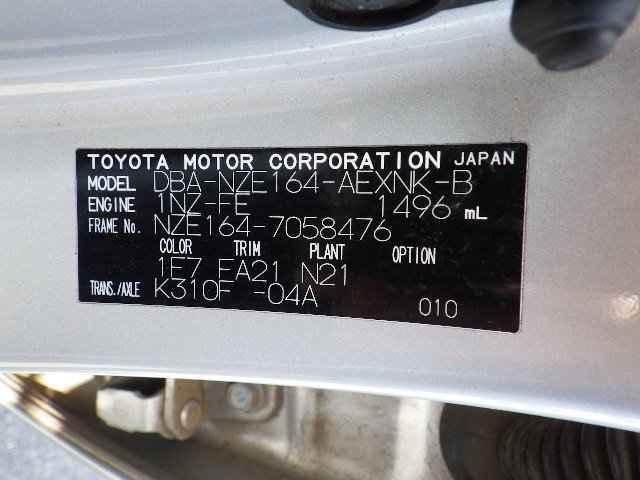 TOYOTA MOTOR CORPORATION JAPAN
MODEL DBA-NZE164-AEXNK-B
ENGINE 1NZ-FE 1496 mL
FRAME No. NZE164-7058476
COLOR TRIM PLANT OPTION
1E7 FA21 N21
TRANS./AXLE K310F -04A
010